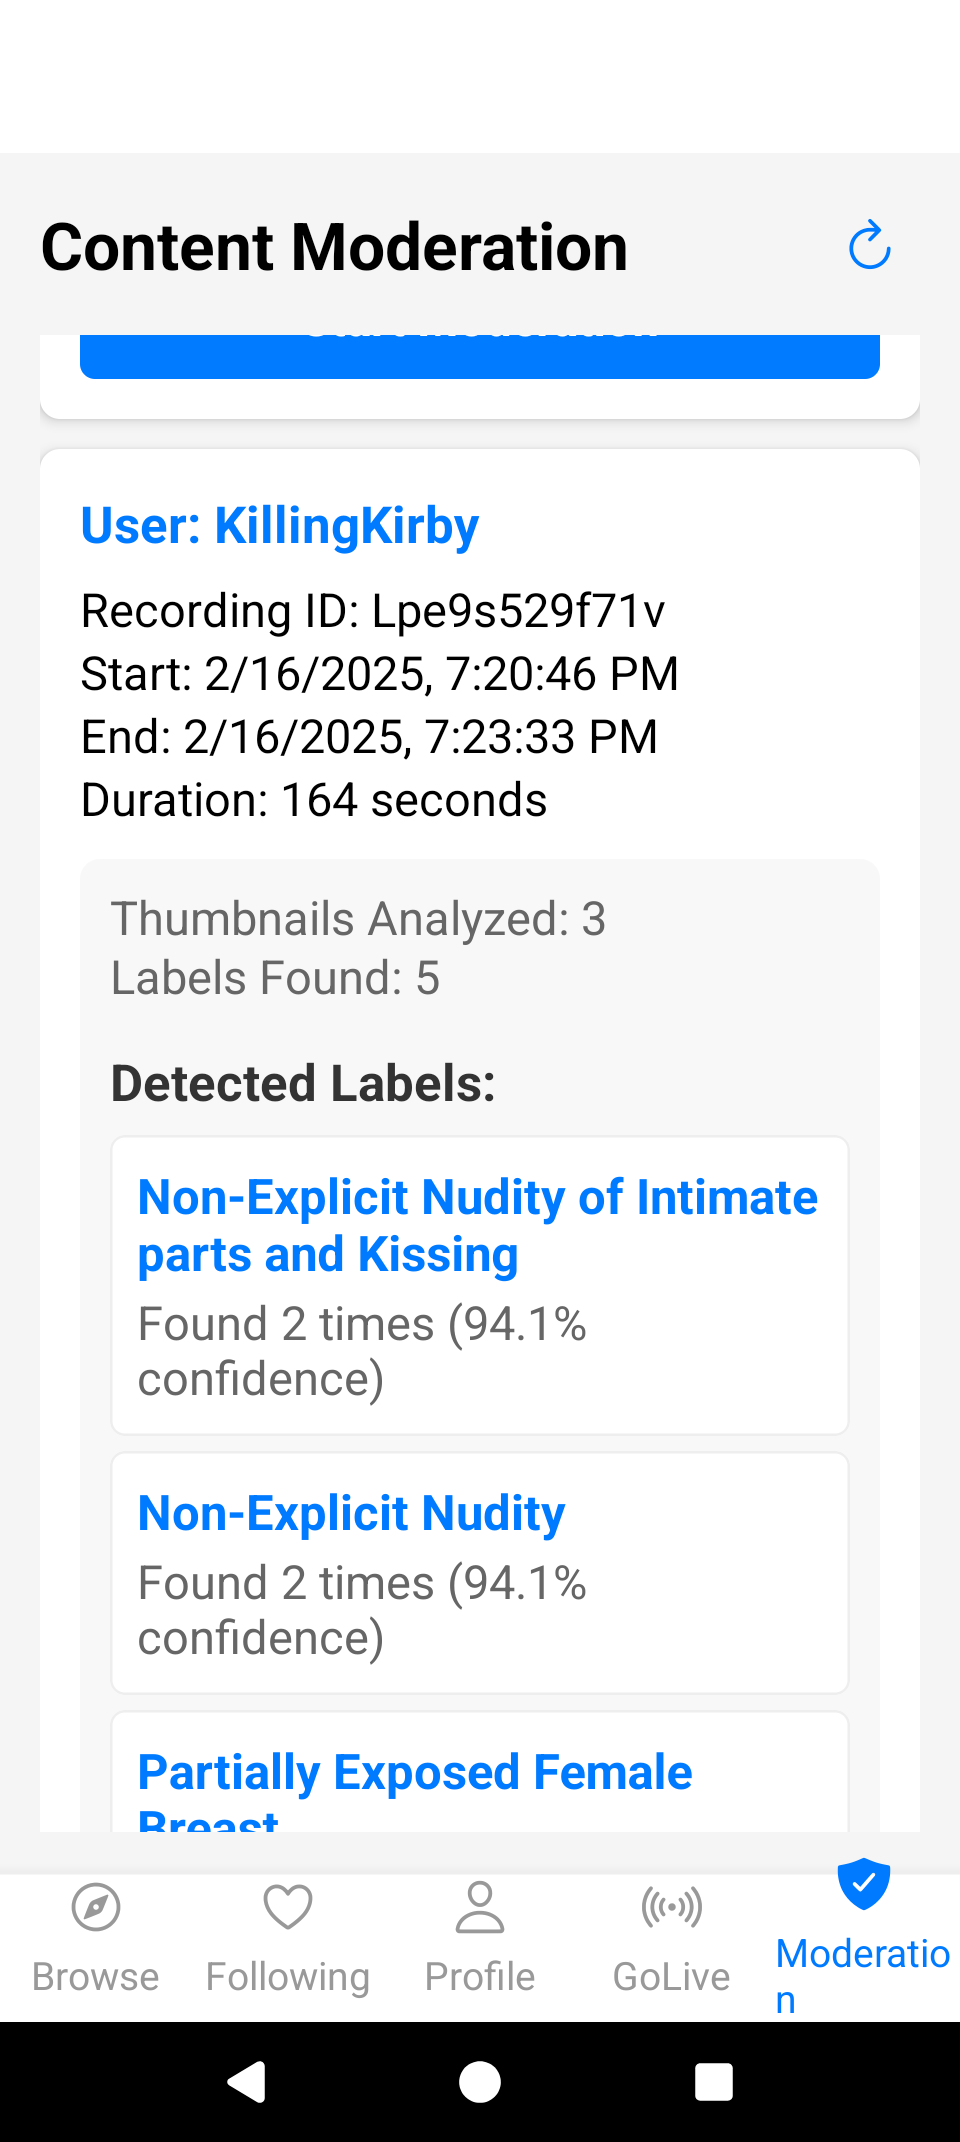 Content Moderation
User: KillingKirby
Recording ID: Lpe9s529f71v
Start: 2/16/2025, 7:20:46 PM
End: 2/16/2025, 7:23:33 PM
Duration: 164 seconds
Thumbnails Analyzed: 3
Labels Found: 5
Detected Labels:
Non-Explicit Nudity of Intimate
parts and Kissing
Found 2 times (94.1%
confidence)
Non-Explicit Nudity
Found 2 times (94.1%
confidence)
Partially Exposed Female
Breast
Browse
Following
Profile
GoLive
Moderatio
n